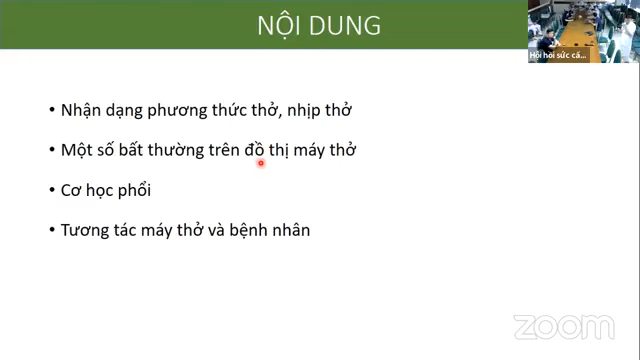 NỘI DUNG
Hồi hồi sức cấ...
• Nhận dạng phương thức thở, nhịp thở
• Một số bất thường trên đồ thị máy thở
• Cơ học phổi
• Tương tác máy thở và bệnh nhân
zoom